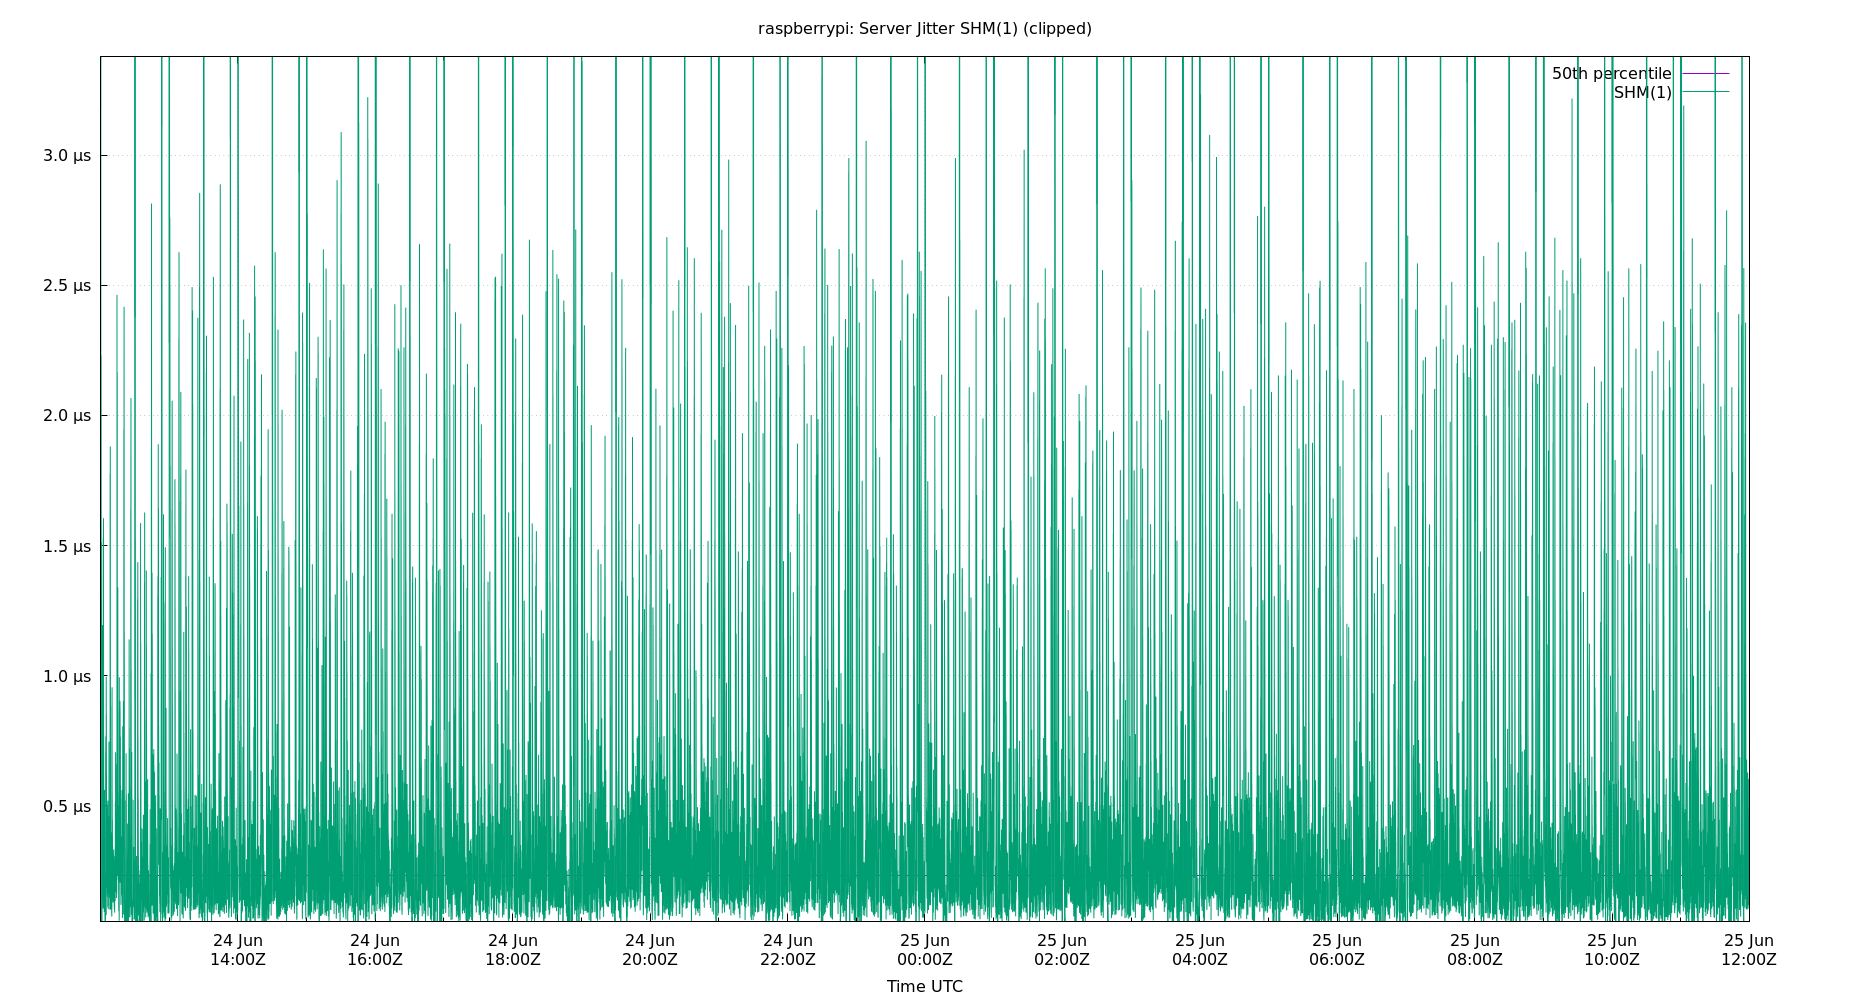 raspberrypi: Server Jitter SHM(1) (clipped)
50th percentile
SHM(1)
3.0 µs
2.5 µs
2.0 µs
1.5 µs
1.0 µs
0.5 µs
24 Jun 24 Jun 24 Jun 24 Jun 24 Jun 25 Jun 25 Jun 25 Jun 25 Jun 25 Jun 25 Jun 25 Jun
14:00Z 16:00Z 18:00Z 20:00Z 22:00Z 00:00Z 02:00Z 04:00Z 06:00Z 08:00Z 10:00Z 12:00Z
Time UTC